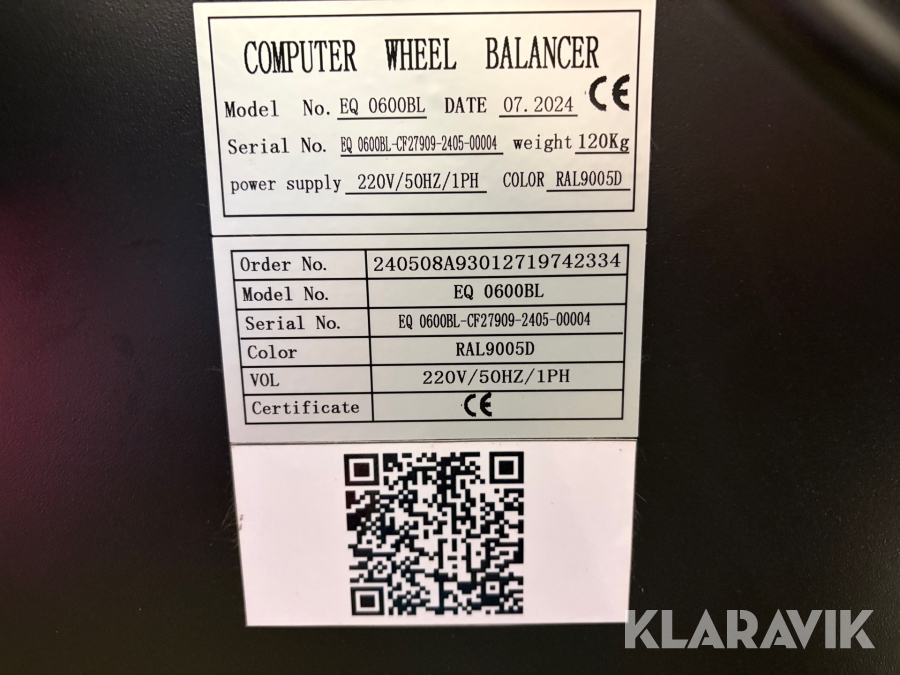 COMPUTER WHEEL BALANCER
Model No. EQ 0600BL DATE 07.2024 CE
Serial No. EQ 0600BL-CF27909-2405-00004 weight 120Kg
power supply 220V/50HZ/1PH COLOR RAL9005D
Order No. 240508A93012719742334
Model No. EQ 0600BL
Serial No. EQ 0600BL-CF27909-2405-00004
Color RAL9005D
VOL 220V/50HZ/1PH
Certificate CE
KLARAVIK